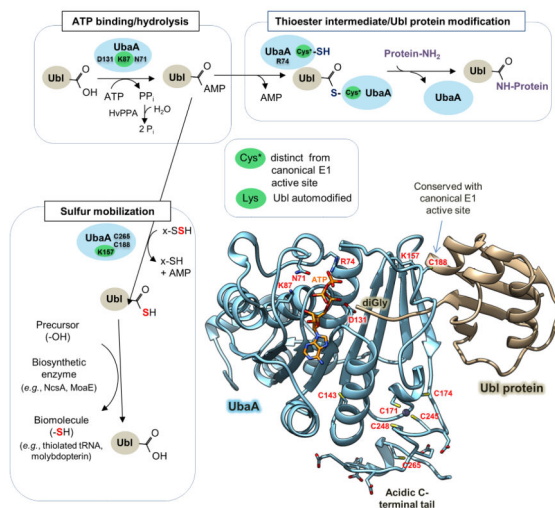 ATP binding/hydrolysis
UbaA
D131 K87 N71
Ubl
O
OH
ATP
PPi
HvPPA
H2O
2 Pi
Ubl
O
AMP
AMP
Thioester intermediate/Ubl protein modification
UbaA
R74
Cys*
-SH
Ubl
O
S-
Cys*
UbaA
Protein-NH2
UbaA
Ubl
O
NH-Protein
Cys*
distinct from
canonical E1
active site
Lys
Ubl automodified
Sulfur mobilization
UbaA
C265
C188
K157
x-SSH
x-SH
+ AMP
Ubl
O
SH
Precursor
(-OH)
Biosynthetic
enzyme
(e.g., NcsA, MoaE)
Biomolecule
(-SH)
(e.g., thiolated tRNA,
molybdopterin)
Ubl
O
OH
Conserved with
canonical E1
active site
R74
K157
C188
N71
ATP
K87
diGly
D131
Ubl protein
UbaA
C143
C174
C171
C245
C248
C265
Acidic C-
terminal tail